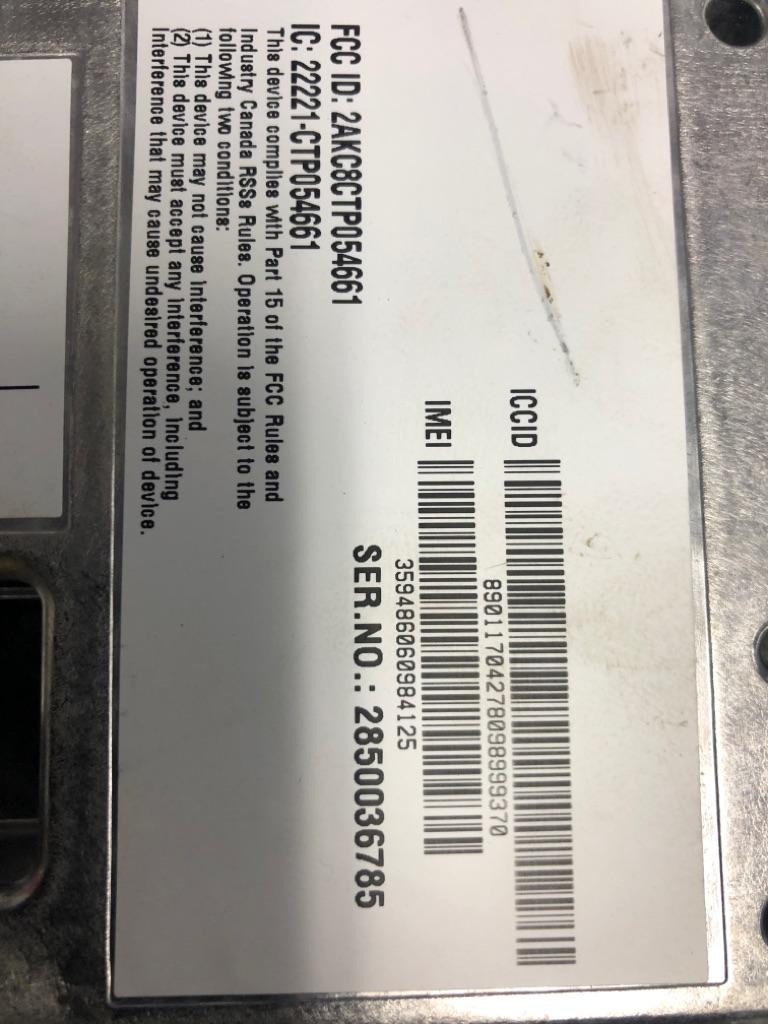 ICCID
89011704278098999370
IMEI
359486060984125
SER.NO.: 2850036785
FCC ID: 2AKC8CTP054661
IC: 22221-CTP054661
This device complies with Part 15 of the FCC Rules and
Industry Canada RSSs Rules. Operation is subject to the
following two conditions:
(1) This device may not cause interference; and
(2) This device must accept any interference, including
interference that may cause undesired operation of device.